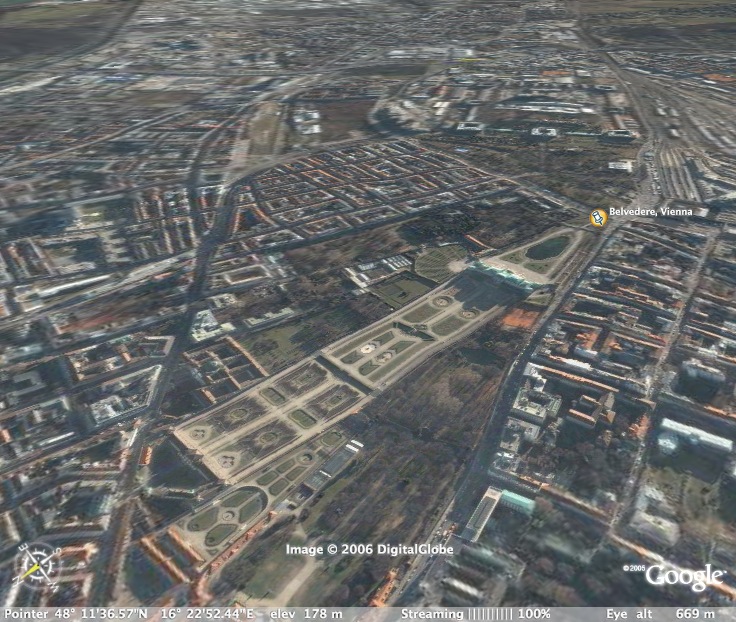 Belvedere, Vienna
Image © 2006 DigitalGlobe
©2005 Google™
Pointer 48° 11'36.57"N 16° 22'52.44"E elev 178 m Streaming |||||||||| 100% Eye alt 669 m